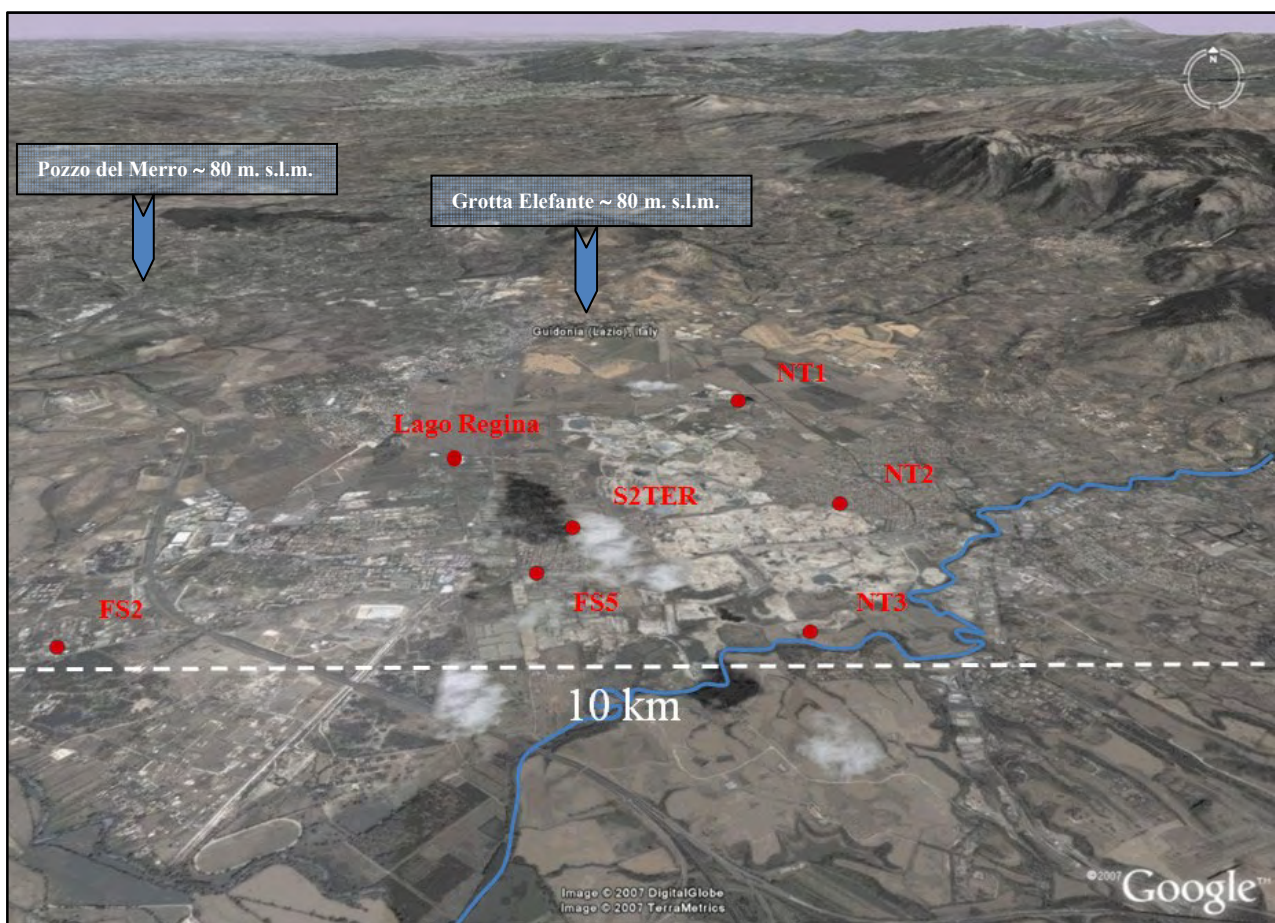 N
Pozzo del Merro ~ 80 m. s.l.m.
Grotta Elefante ~ 80 m. s.l.m.
Guidonia (Lazio), Italy
NT1
Lago Regina
NT2
S2TER
FS5
NT3
FS2
10 km
Image © 2007 DigitalGlobe
Image © 2007 TerraMetrics
©2007 Google™